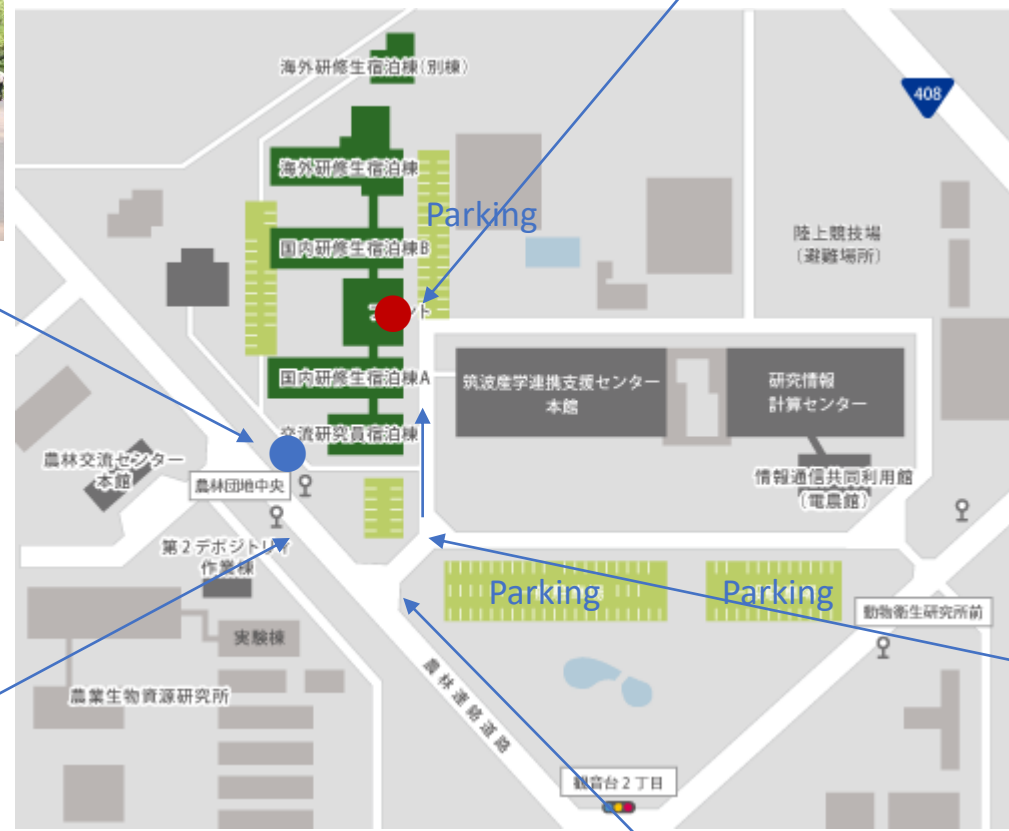 海外研修生宿泊棟(別棟)
408
海外研修生宿泊棟
Parking
陸上競技場
(避難場所)
国内研修生宿泊棟B
ト
国内研修生宿泊棟A
筑波産学連携支援センター
本館
研究情報
計算センター
交流研究員宿泊棟
農林交流センター
本館
農林団地中央
情報通信共同利用館
(電農館)
第2デポジトリィ
作業棟
Parking
Parking
動物衛生研究所前
実験棟
農業生物資源研究所
農林連絡道路
観音台2丁目